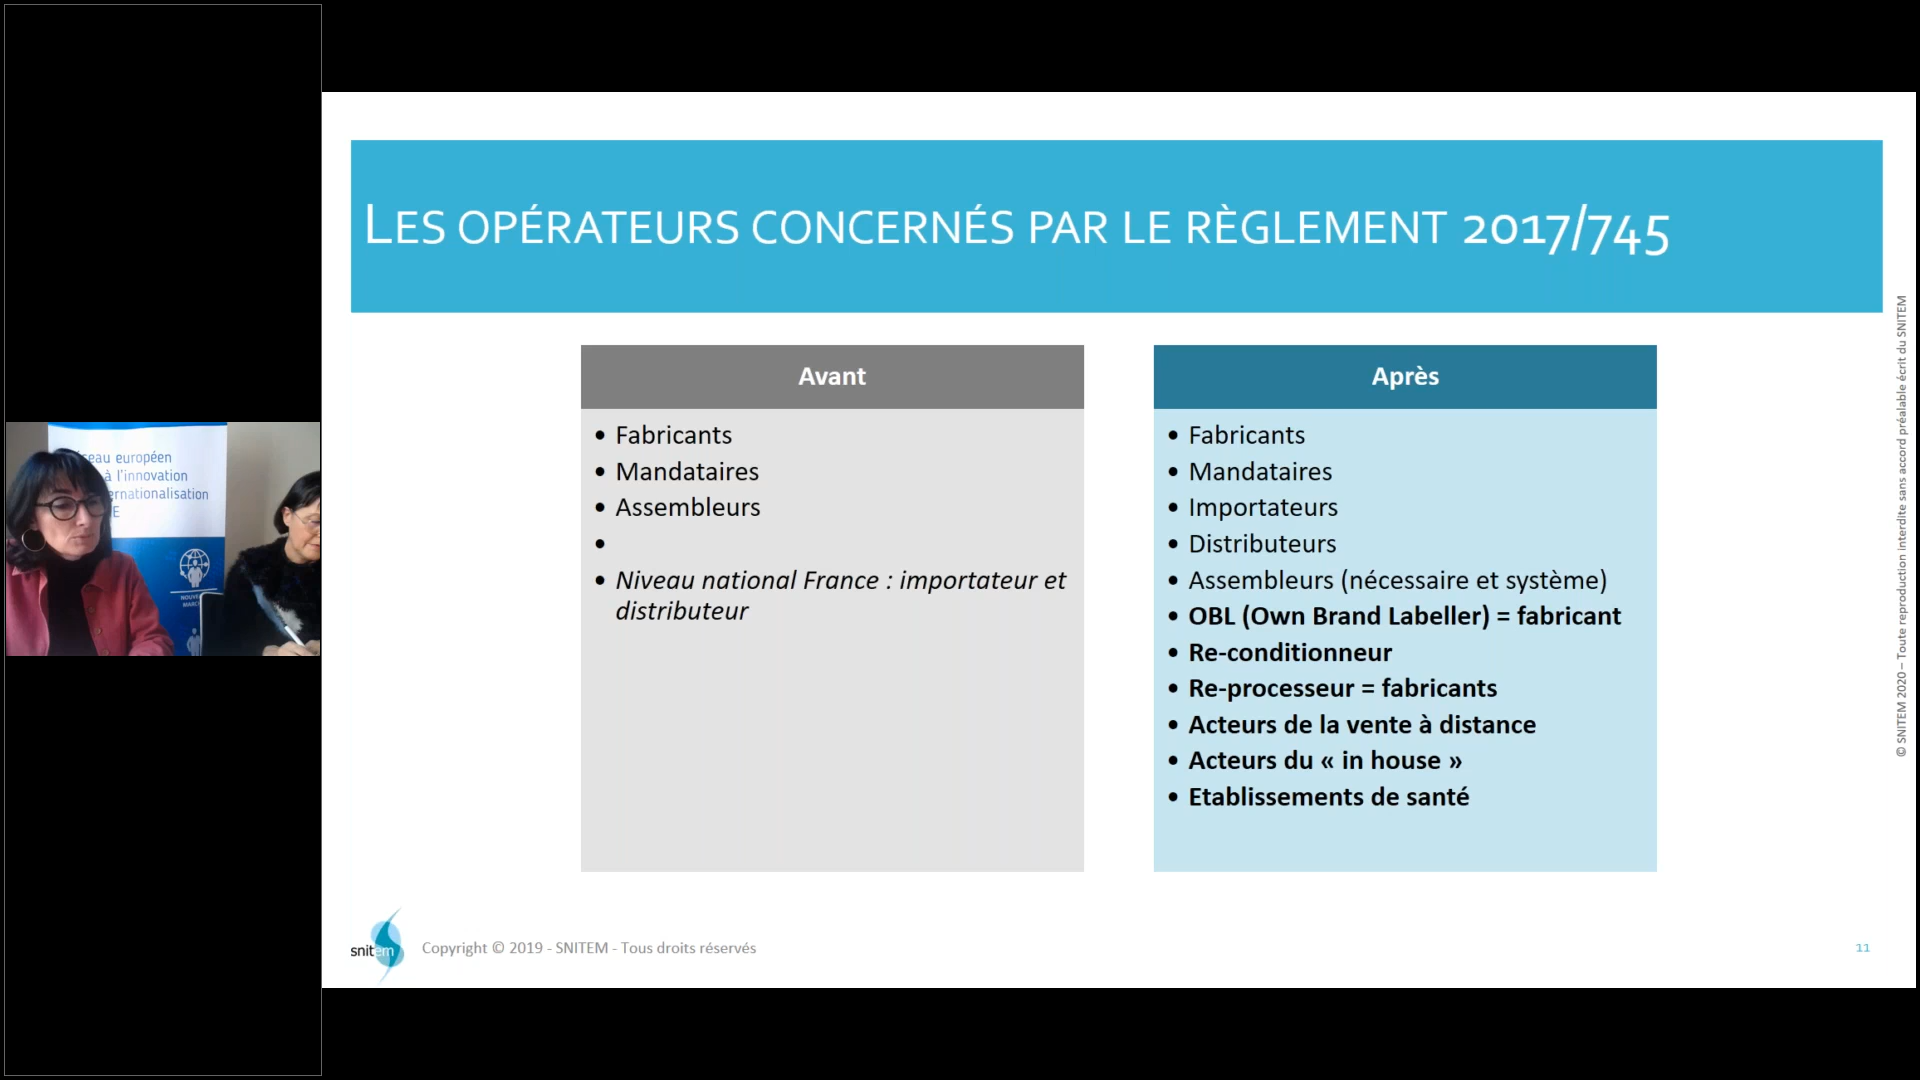 LES OPÉRATEURS CONCERNÉS PAR LE RÈGLEMENT 2017/745
Avant
• Fabricants
• Mandataires
• Assembleurs
•
• Niveau national France : importateur et
distributeur
Après
• Fabricants
• Mandataires
• Importateurs
• Distributeurs
• Assembleurs (nécessaire et système)
• OBL (Own Brand Labeller) = fabricant
• Re-conditionneur
• Re-processeur = fabricants
• Acteurs de la vente à distance
• Acteurs du « in house »
• Etablissements de santé
© SNITEM 2020 – Toute reproduction interdite sans accord préalable écrit du SNITEM
snitem
Copyright © 2019 - SNITEM - Tous droits réservés
11
européen
à l'innovation